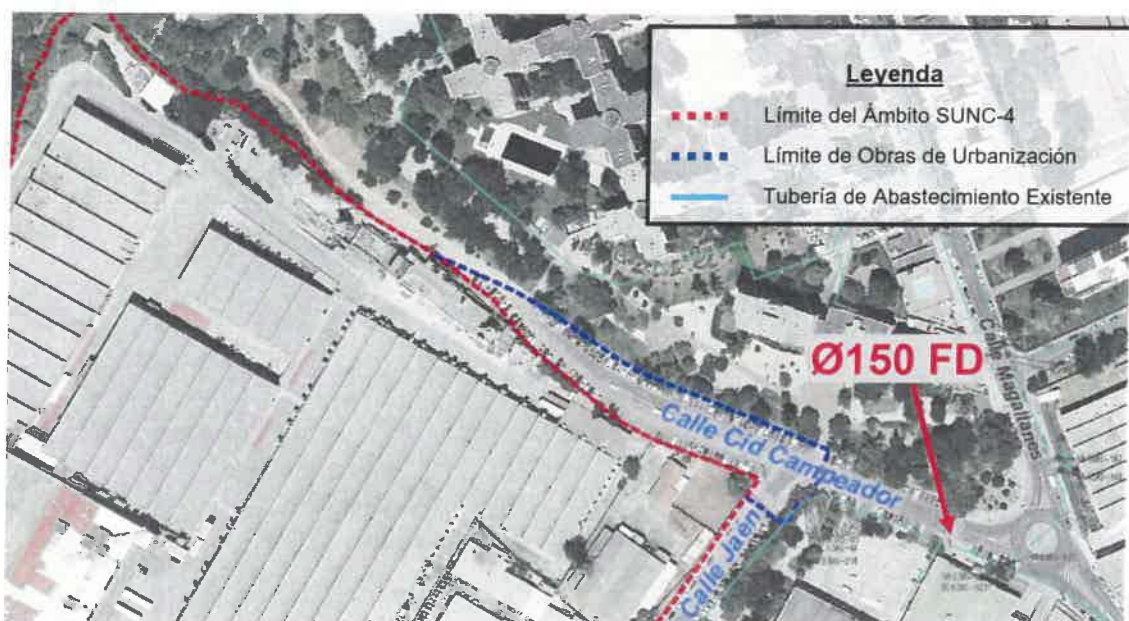 Leyenda
Límite del Ámbito SUNC-4
Límite de Obras de Urbanización
Tubería de Abastecimiento Existente
Ø150 FD
Calle Magallanes
Calle Cid Campeador
Calle Jaén